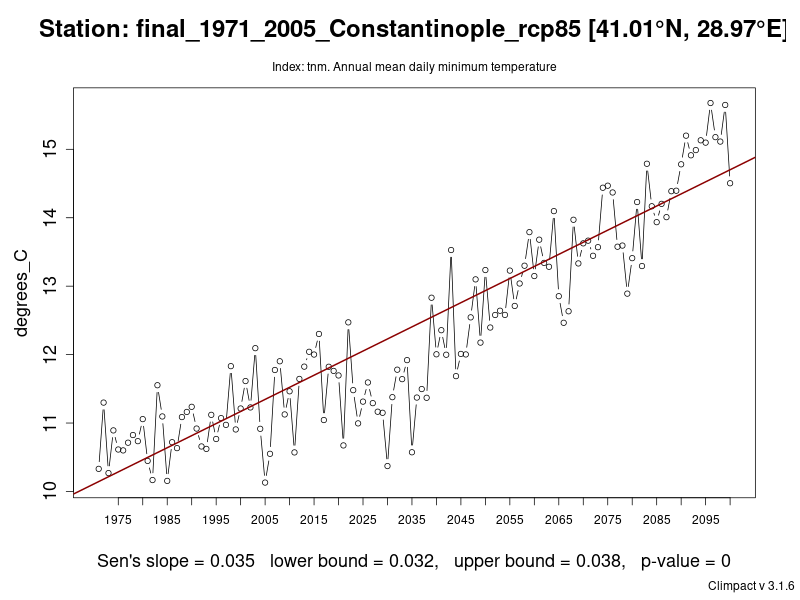 Station: final_1971_2005_Constantinople_rcp85 [41.01°N, 28.97°E]
Index: tnm. Annual mean daily minimum temperature
degrees_C
15
14
13
12
11
10
1975 1985 1995 2005 2015 2025 2035 2045 2055 2065 2075 2085 2095
Sen's slope = 0.035 lower bound = 0.032, upper bound = 0.038, p-value = 0
Climpact v 3.1.6